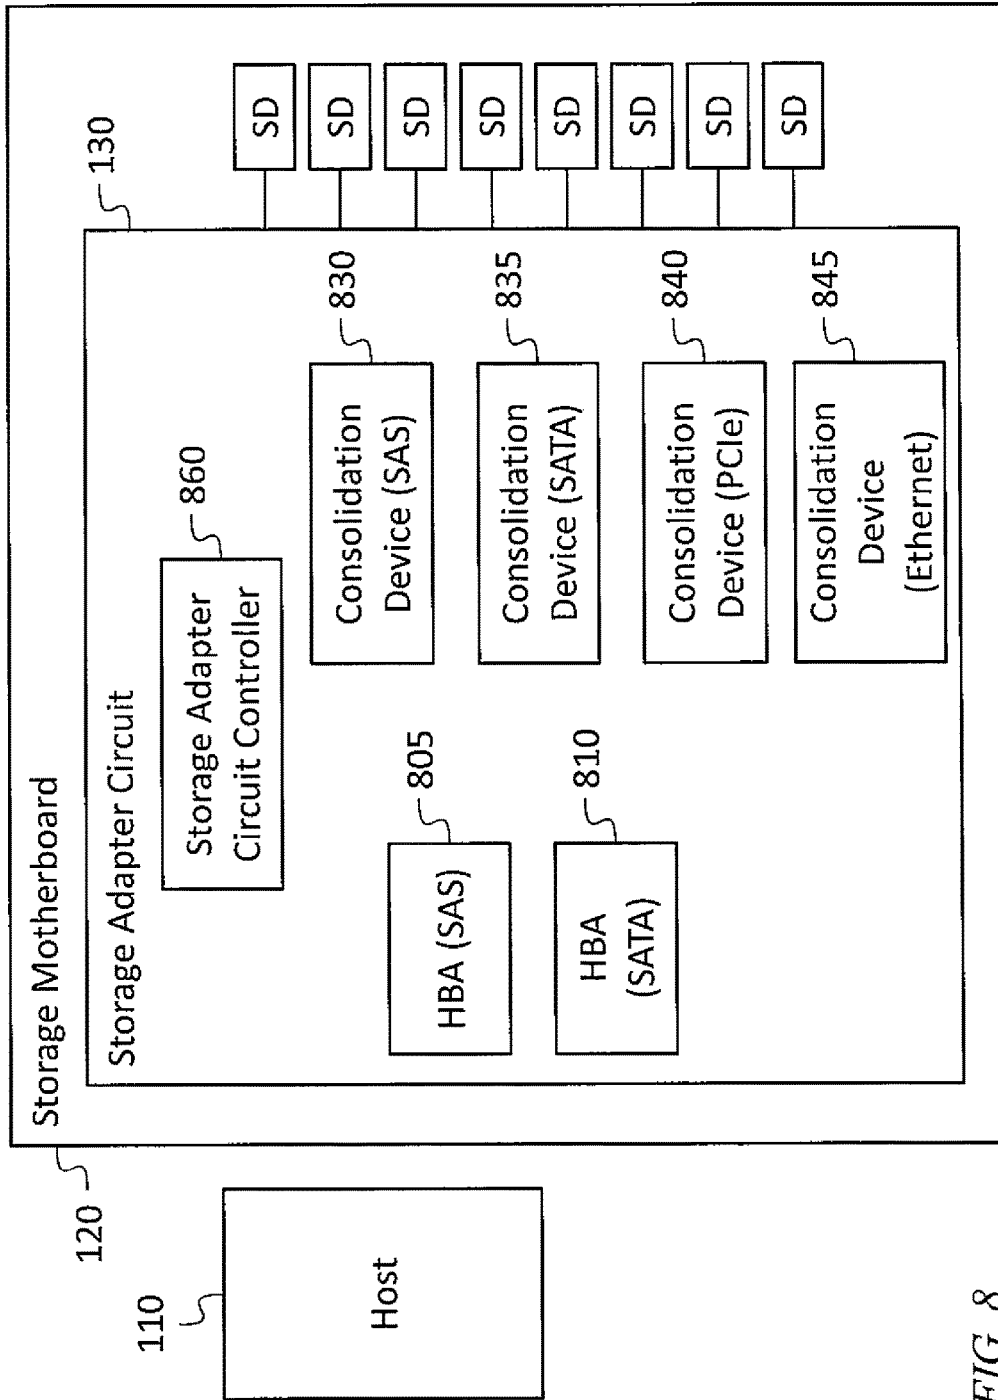 Storage Motherboard
120
Storage Adapter Circuit
130
110
Host
Storage Adapter
Circuit Controller
860
HBA (SAS)
805
HBA
(SATA)
810
Consolidation
Device (SAS)
830
Consolidation
Device (SATA)
835
Consolidation
Device (PCIe)
840
Consolidation
Device
(Ethernet)
845
SD
SD
SD
SD
SD
SD
SD
SD
FIG. 8